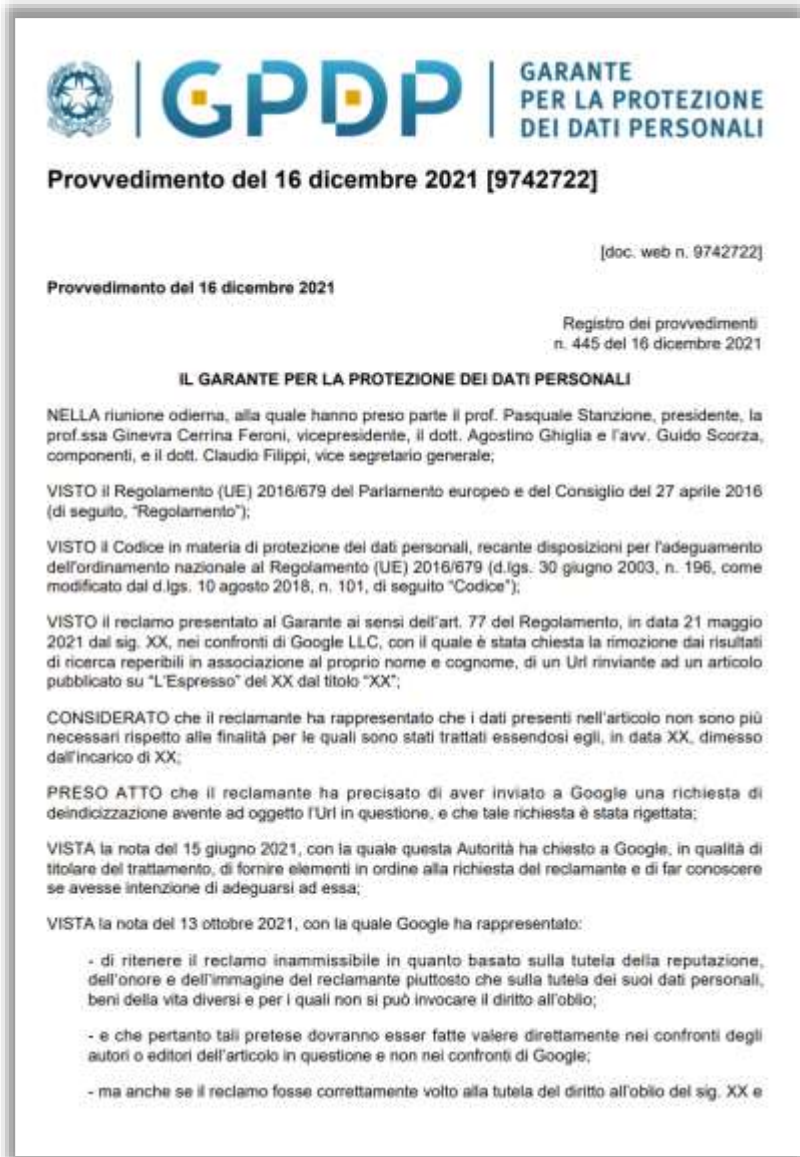 GPDP
GARANTE
PER LA PROTEZIONE
DEI DATI PERSONALI
Provvedimento del 16 dicembre 2021 [9742722]
[doc. web n. 9742722]
Provvedimento del 16 dicembre 2021
Registro dei provvedimenti
n. 445 del 16 dicembre 2021
IL GARANTE PER LA PROTEZIONE DEI DATI PERSONALI
NELLA riunione odierna, alla quale hanno preso parte il prof. Pasquale Stanzione, presidente, la
prof.ssa Ginevra Cerrina Feroni, vicepresidente, il dott. Agostino Ghiglia e l'avv. Guido Scorza,
componenti, e il dott. Claudio Filippi, vice segretario generale;
VISTO il Regolamento (UE) 2016/679 del Parlamento europeo e del Consiglio del 27 aprile 2016
(di seguito, "Regolamento");
VISTO il Codice in materia di protezione dei dati personali, recante disposizioni per l'adeguamento
dell'ordinamento nazionale al Regolamento (UE) 2016/679 (d.lgs. 30 giugno 2003, n. 196, come
modificato dal d.lgs. 10 agosto 2018, n. 101, di seguito "Codice");
VISTO il reclamo presentato al Garante ai sensi dell'art. 77 del Regolamento, in data 21 maggio
2021 dal sig. XX, nei confronti di Google LLC, con il quale è stata chiesta la rimozione dai risultati
di ricerca reperibili in associazione al proprio nome e cognome, di un Url rinviante ad un articolo
pubblicato su "L'Espresso" del XX dal titolo "XX";
CONSIDERATO che il reclamante ha rappresentato che i dati presenti nell'articolo non sono più
necessari rispetto alle finalità per le quali sono stati trattati essendosi egli, in data XX, dimesso
dall'incarico di XX;
PRESO ATTO che il reclamante ha precisato di aver inviato a Google una richiesta di
deindicizzazione avente ad oggetto l'Url in questione, e che tale richiesta è stata rigettata;
VISTA la nota del 15 giugno 2021, con la quale questa Autorità ha chiesto a Google, in qualità di
titolare del trattamento, di fornire elementi in ordine alla richiesta del reclamante e di far conoscere
se avesse intenzione di adeguarsi ad essa;
VISTA la nota del 13 ottobre 2021, con la quale Google ha rappresentato:
- di ritenere il reclamo inammissibile in quanto basato sulla tutela della reputazione,
dell'onore e dell'immagine del reclamante piuttosto che sulla tutela dei suoi dati personali,
beni della vita diversi e per i quali non si può invocare il diritto all'oblio;
- e che pertanto tali pretese dovranno esser fatte valere direttamente nei confronti degli
autori o editori dell'articolo in questione e non nei confronti di Google;
- ma anche se il reclamo fosse correttamente volto alla tutela del diritto all'oblio del sig. XX e